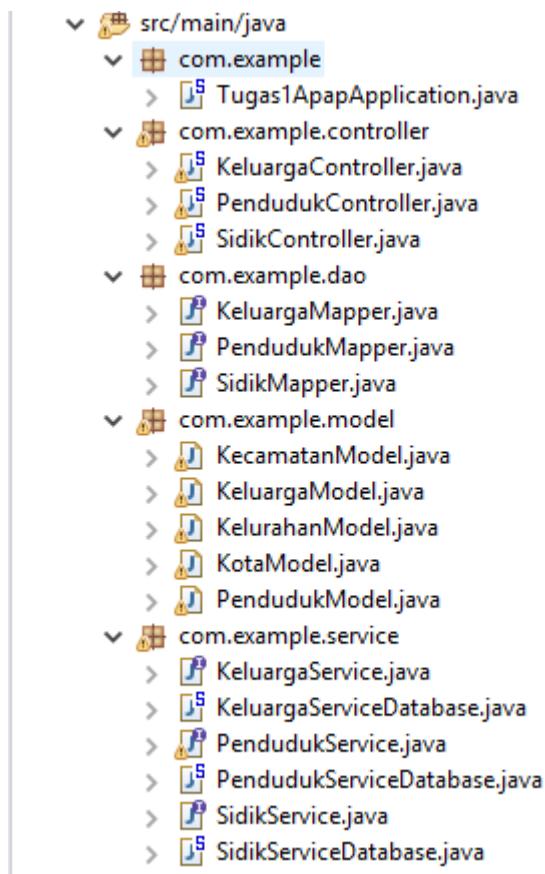 src/main/java
com.example
Tugas1ApapApplication.java
com.example.controller
KeluargaController.java
PendudukController.java
SidikController.java
com.example.dao
KeluargaMapper.java
PendudukMapper.java
SidikMapper.java
com.example.model
KecamatanModel.java
KeluargaModel.java
KelurahanModel.java
KotaModel.java
PendudukModel.java
com.example.service
KeluargaService.java
KeluargaServiceDatabase.java
PendudukService.java
PendudukServiceDatabase.java
SidikService.java
SidikServiceDatabase.java